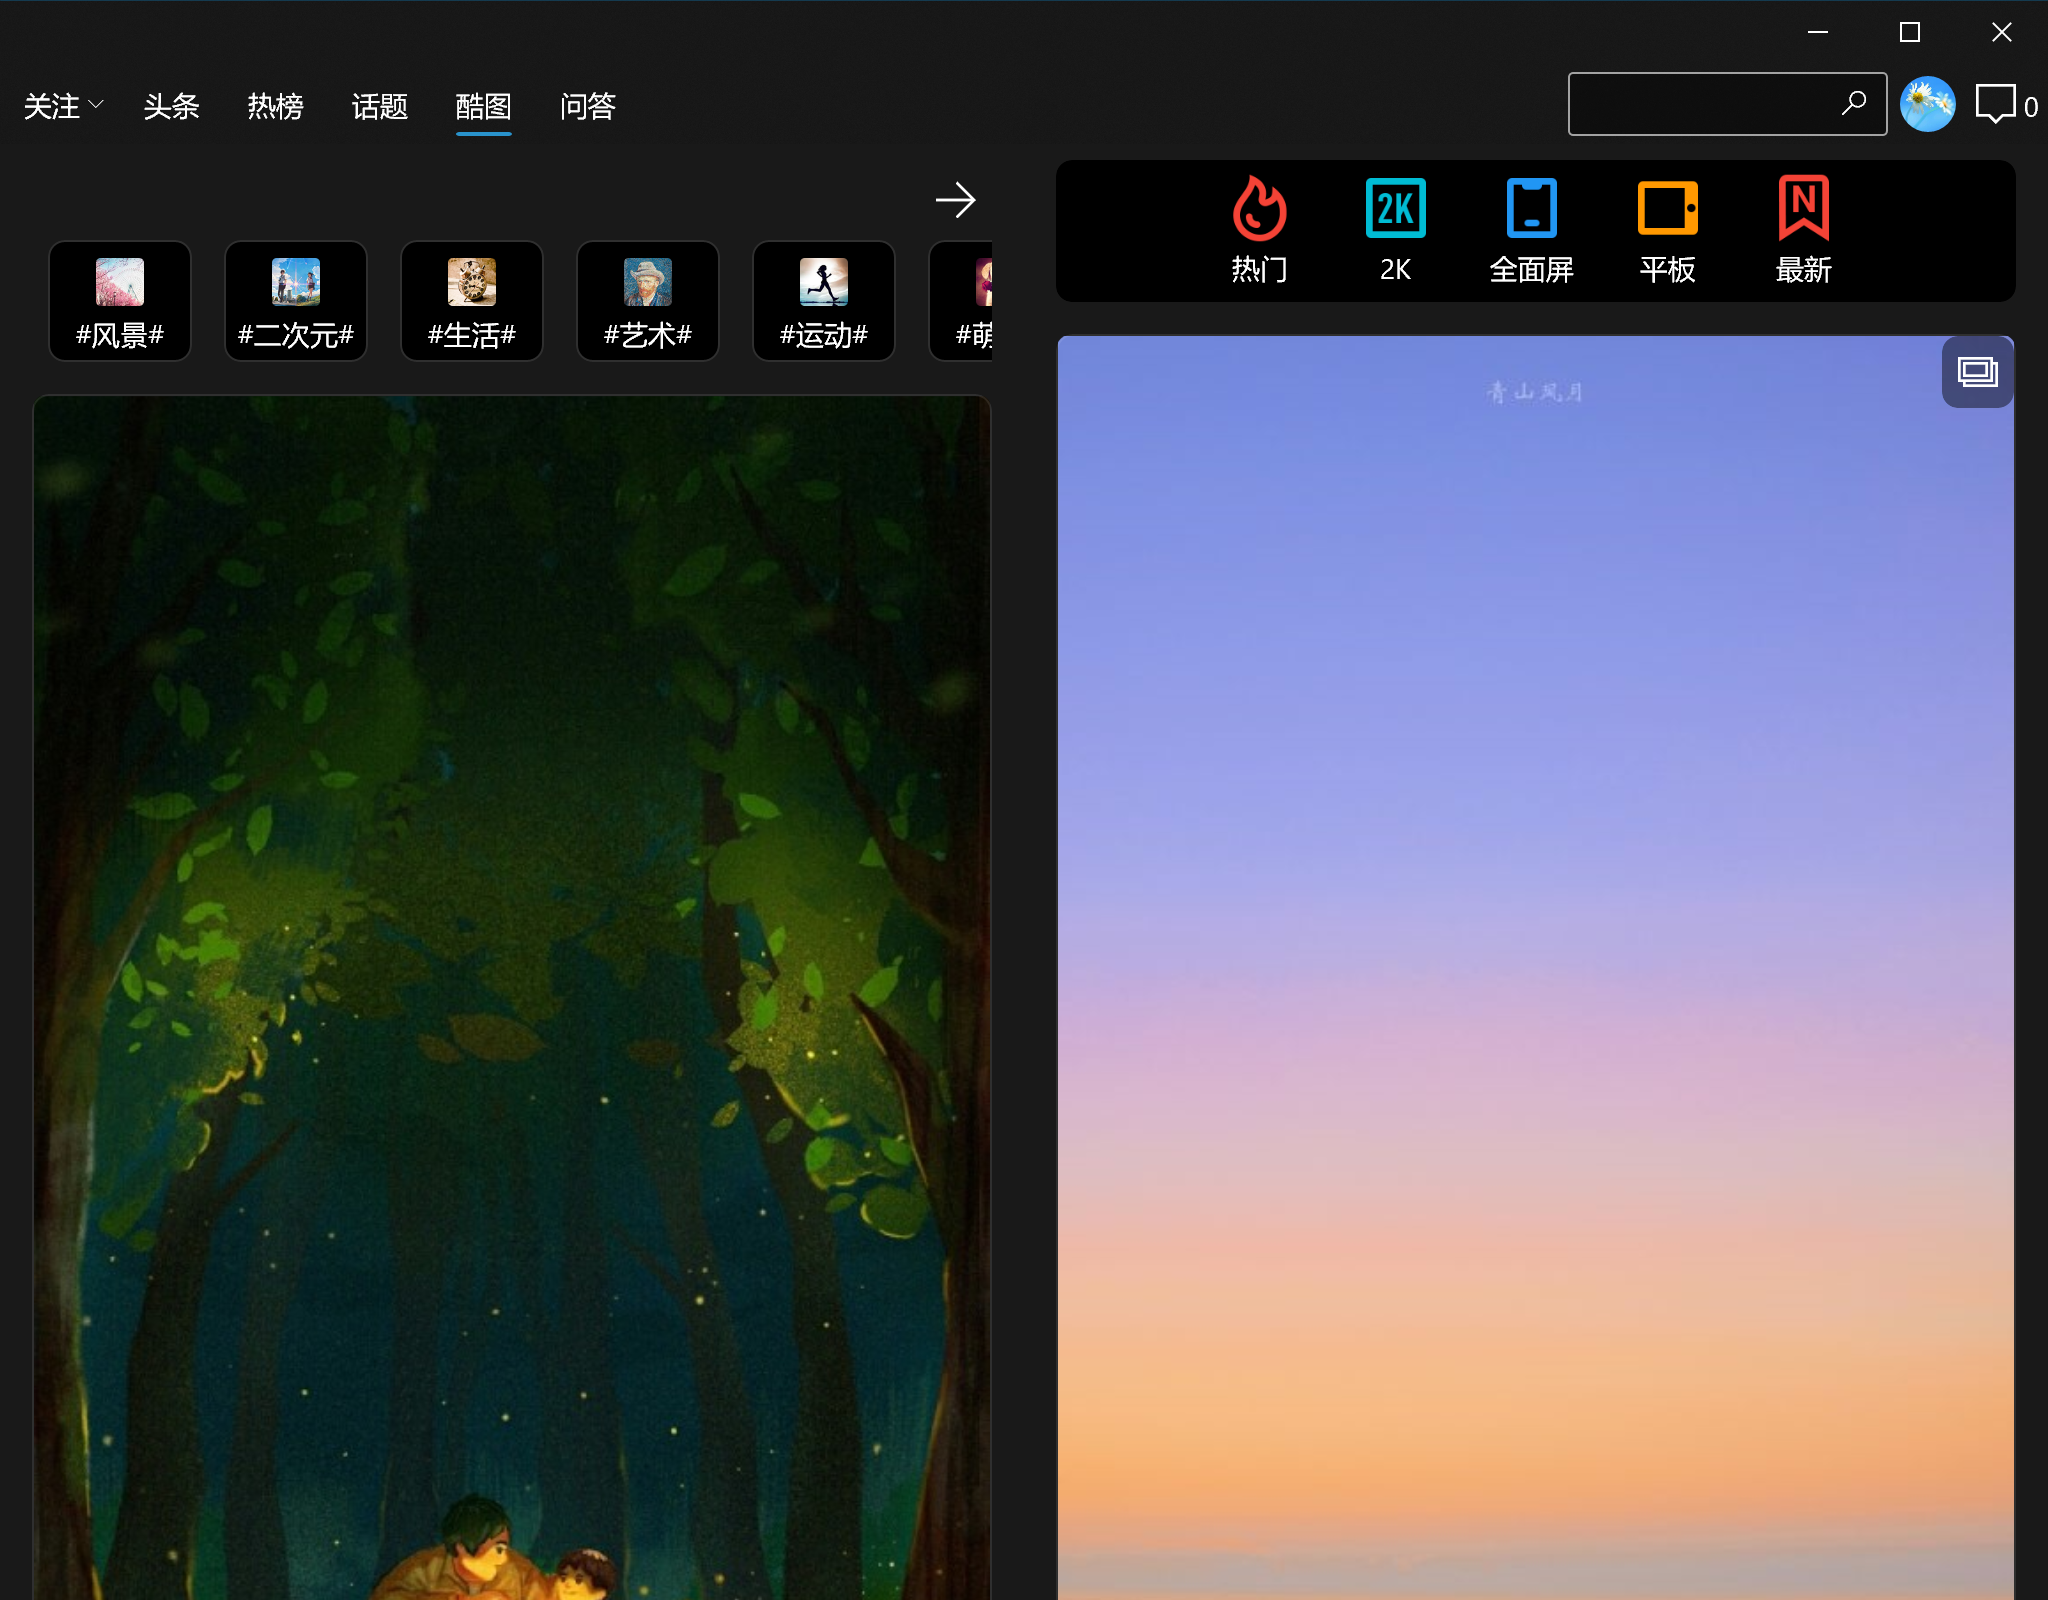 关注 头条 热榜 话题 酷图 问答 0
#风景# #二次元# #生活# #艺术# #运动# #萌
2K N
热门 2K 全面屏 平板 最新
青山风月